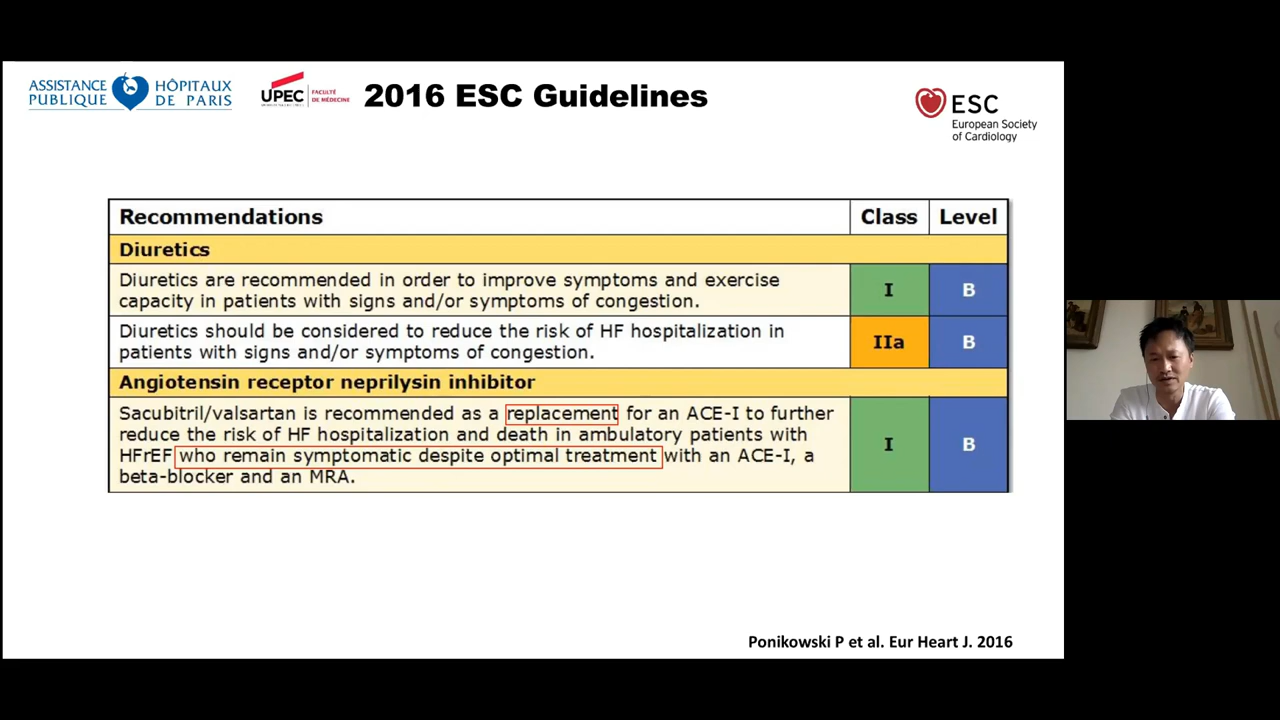 ASSISTANCE
PUBLIQUE
HÔPITAUX
DE PARIS
UPEC
FACULTÉ
DE MÉDECINE
2016 ESC Guidelines
ESC
European Society
of Cardiology
Recommendations Class Level
Diuretics
Diuretics are recommended in order to improve symptoms and exercise
capacity in patients with signs and/or symptoms of congestion.
I B
Diuretics should be considered to reduce the risk of HF hospitalization in
patients with signs and/or symptoms of congestion.
IIa B
Angiotensin receptor neprilysin inhibitor
Sacubitril/valsartan is recommended as a replacement for an ACE-I to further
reduce the risk of HF hospitalization and death in ambulatory patients with
HFrEF who remain symptomatic despite optimal treatment with an ACE-I, a
beta-blocker and an MRA.
I B
Ponikowski P et al. Eur Heart J. 2016